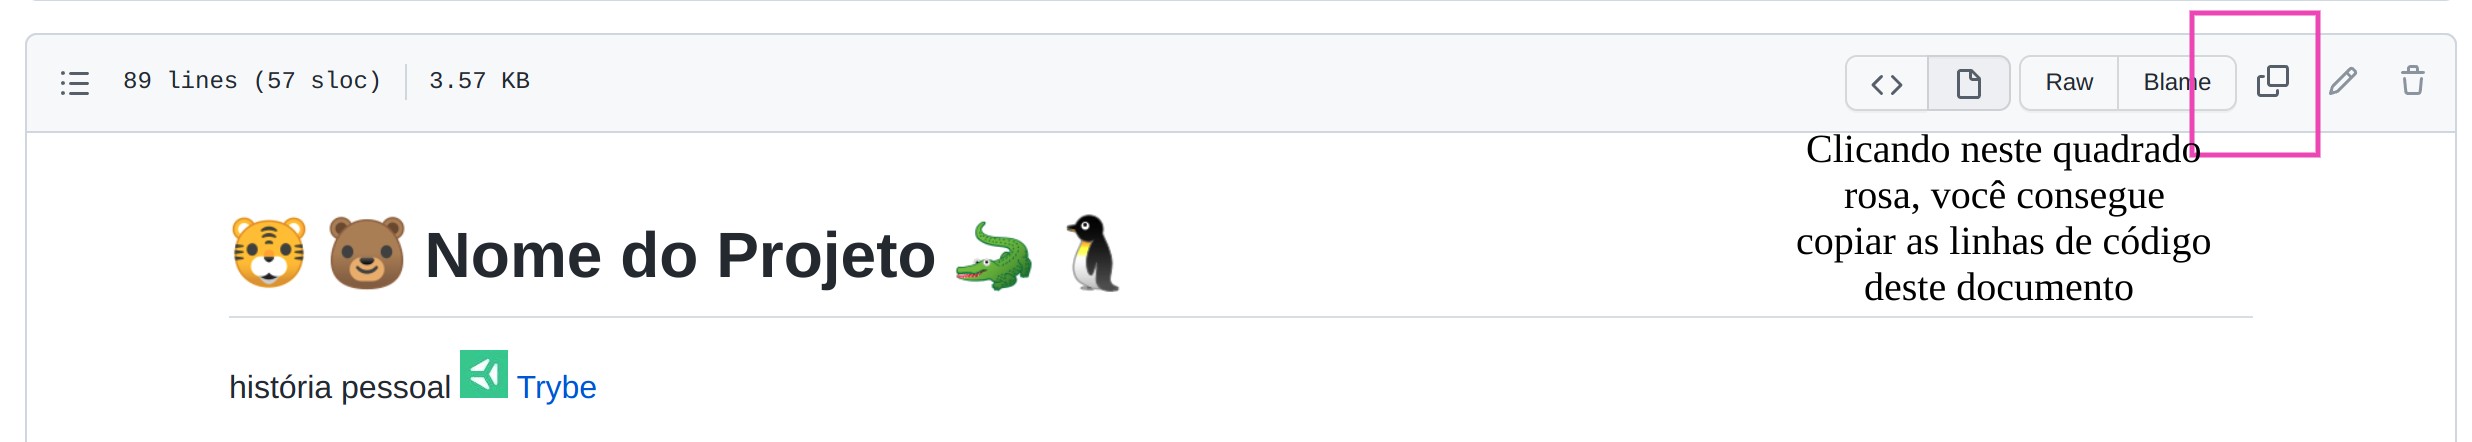 89 lines (57 sloc) 3.57 KB Raw Blame
Clicando neste quadrado
rosa, você consegue
copiar as linhas de código
deste documento
Nome do Projeto
história pessoal Trybe